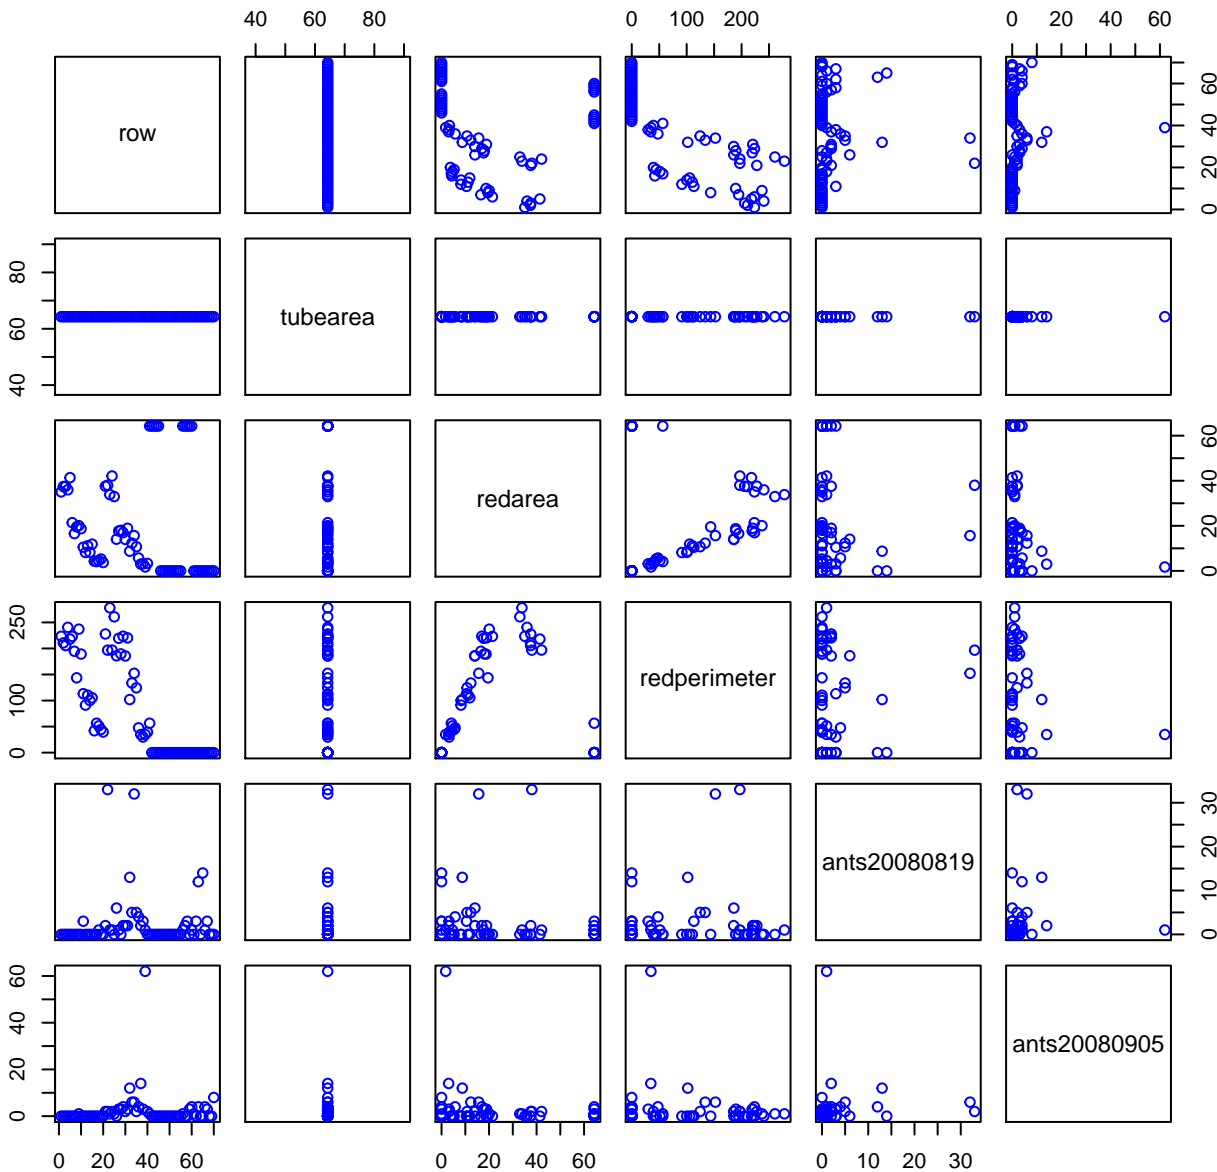 40 60 80 0 100 200 0 20 40 60
row 0 20 40 60
40 60 80 tubearea
redarea 0 20 40 60
0 100 250 redperimeter
ants20080819 0 10 20 30
0 20 40 60 ants20080905
0 20 40 60 0 20 40 60 0 10 20 30